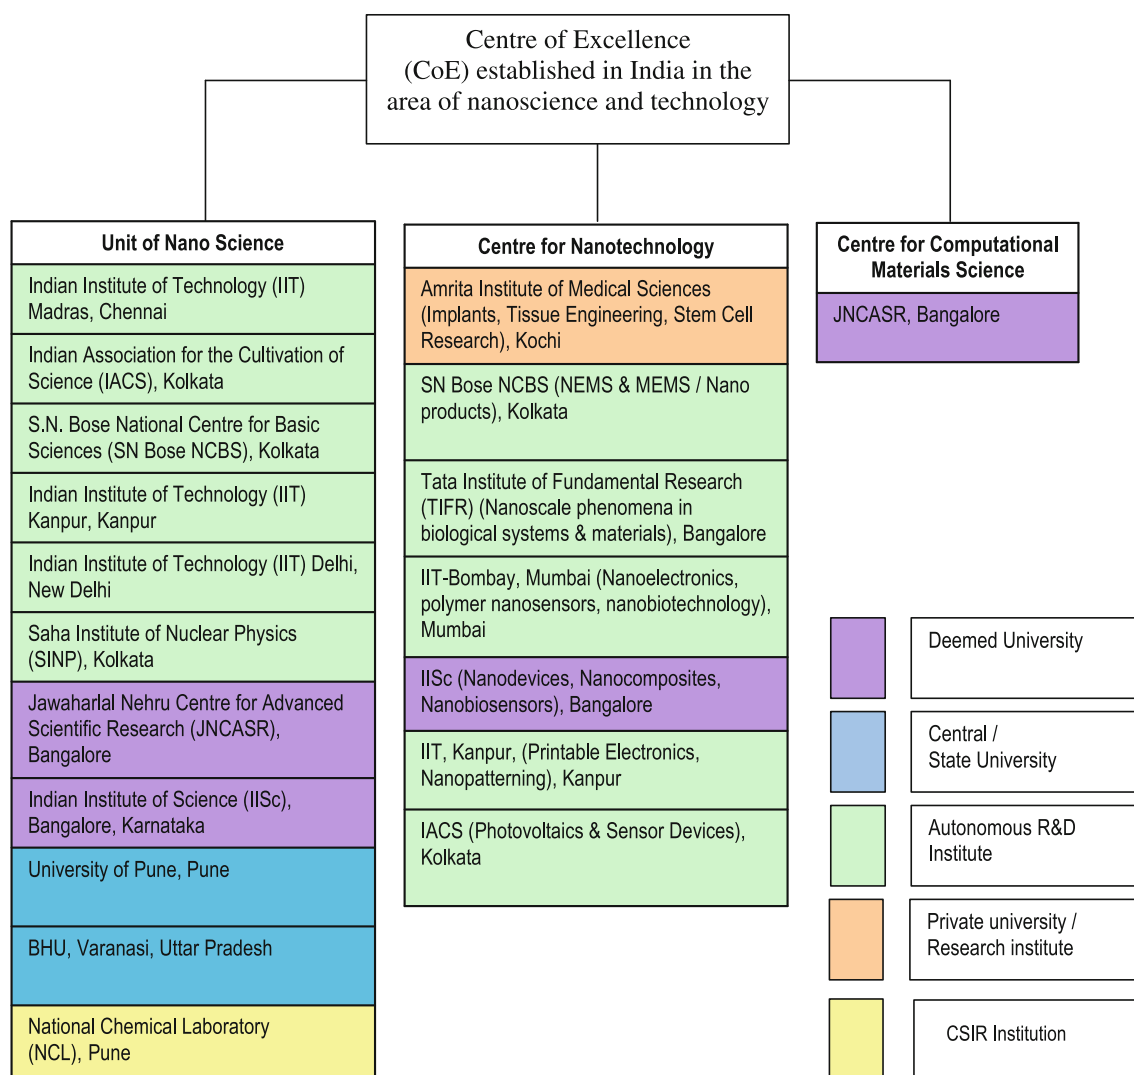 Centre of Excellence
(CoE) established in India in the
area of nanoscience and technology
Unit of Nano Science
Indian Institute of Technology (IIT)
Madras, Chennai
Indian Association for the Cultivation of
Science (IACS), Kolkata
S.N. Bose National Centre for Basic
Sciences (SN Bose NCBS), Kolkata
Indian Institute of Technology (IIT)
Kanpur, Kanpur
Indian Institute of Technology (IIT) Delhi,
New Delhi
Saha Institute of Nuclear Physics
(SINP), Kolkata
Jawaharlal Nehru Centre for Advanced
Scientific Research (JNCASR),
Bangalore
Indian Institute of Science (IISc),
Bangalore, Karnataka
University of Pune, Pune
BHU, Varanasi, Uttar Pradesh
National Chemical Laboratory
(NCL), Pune
Centre for Nanotechnology
Amrita Institute of Medical Sciences
(Implants, Tissue Engineering, Stem Cell
Research), Kochi
SN Bose NCBS (NEMS & MEMS / Nano
products), Kolkata
Tata Institute of Fundamental Research
(TIFR) (Nanoscale phenomena in
biological systems & materials), Bangalore
IIT-Bombay, Mumbai (Nanoelectronics,
polymer nanosensors, nanobiotechnology),
Mumbai
IISc (Nanodevices, Nanocomposites,
Nanobiosensors), Bangalore
IIT, Kanpur, (Printable Electronics,
Nanopatterning), Kanpur
IACS (Photovoltaics & Sensor Devices),
Kolkata
Centre for Computational
Materials Science
JNCASR, Bangalore
Deemed University
Central /
State University
Autonomous R&D
Institute
Private university /
Research institute
CSIR Institution